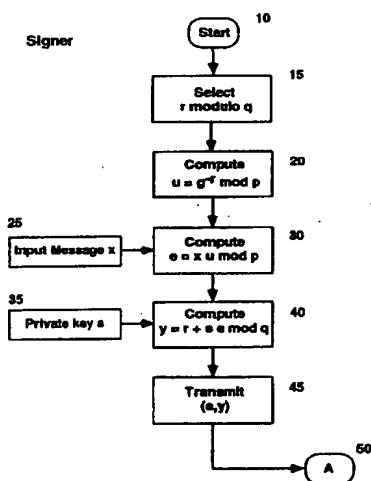 Signer
10
Start
15
Select
r modulo q
20
Compute
u = g^-r mod p
25
Input Message x
30
Compute
e = x u mod p
35
Private key s
40
Compute
y = r + s e mod q
45
Transmit
(e,y)
50
A